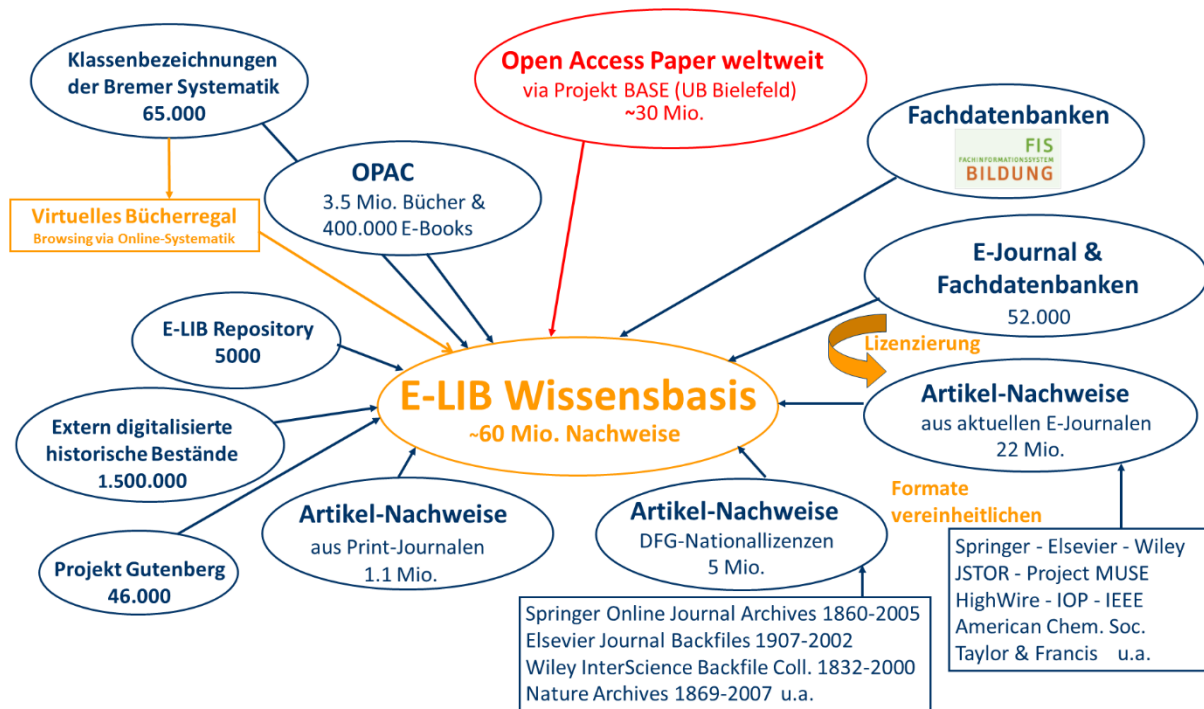 Klassenbezeichnungen
der Bremer Systematik
65.000
Open Access Paper weltweit
via Projekt BASE (UB Bielefeld)
~30 Mio.
Fachdatenbanken
FIS
FACHINFORMATIONSSYSTEM
BILDUNG
OPAC
3.5 Mio. Bücher &
400.000 E-Books
Virtuelles Bücherregal
Browsing via Online-Systematik
E-Journal &
Fachdatenbanken
52.000
E-LIB Repository
5000
Lizenzierung
E-LIB Wissensbasis
~60 Mio. Nachweise
Artikel-Nachweise
aus aktuellen E-Journalen
22 Mio.
Extern digitalisierte
historische Bestände
1.500.000
Projekt Gutenberg
46.000
Artikel-Nachweise
aus Print-Journalen
1.1 Mio.
Artikel-Nachweise
DFG-Nationallizenzen
5 Mio.
Formate
vereinheitlichen
Springer - Elsevier - Wiley
JSTOR - Project MUSE
HighWire - IOP - IEEE
American Chem. Soc.
Taylor & Francis u.a.
Springer Online Journal Archives 1860-2005
Elsevier Journal Backfiles 1907-2002
Wiley InterScience Backfile Coll. 1832-2000
Nature Archives 1869-2007 u.a.